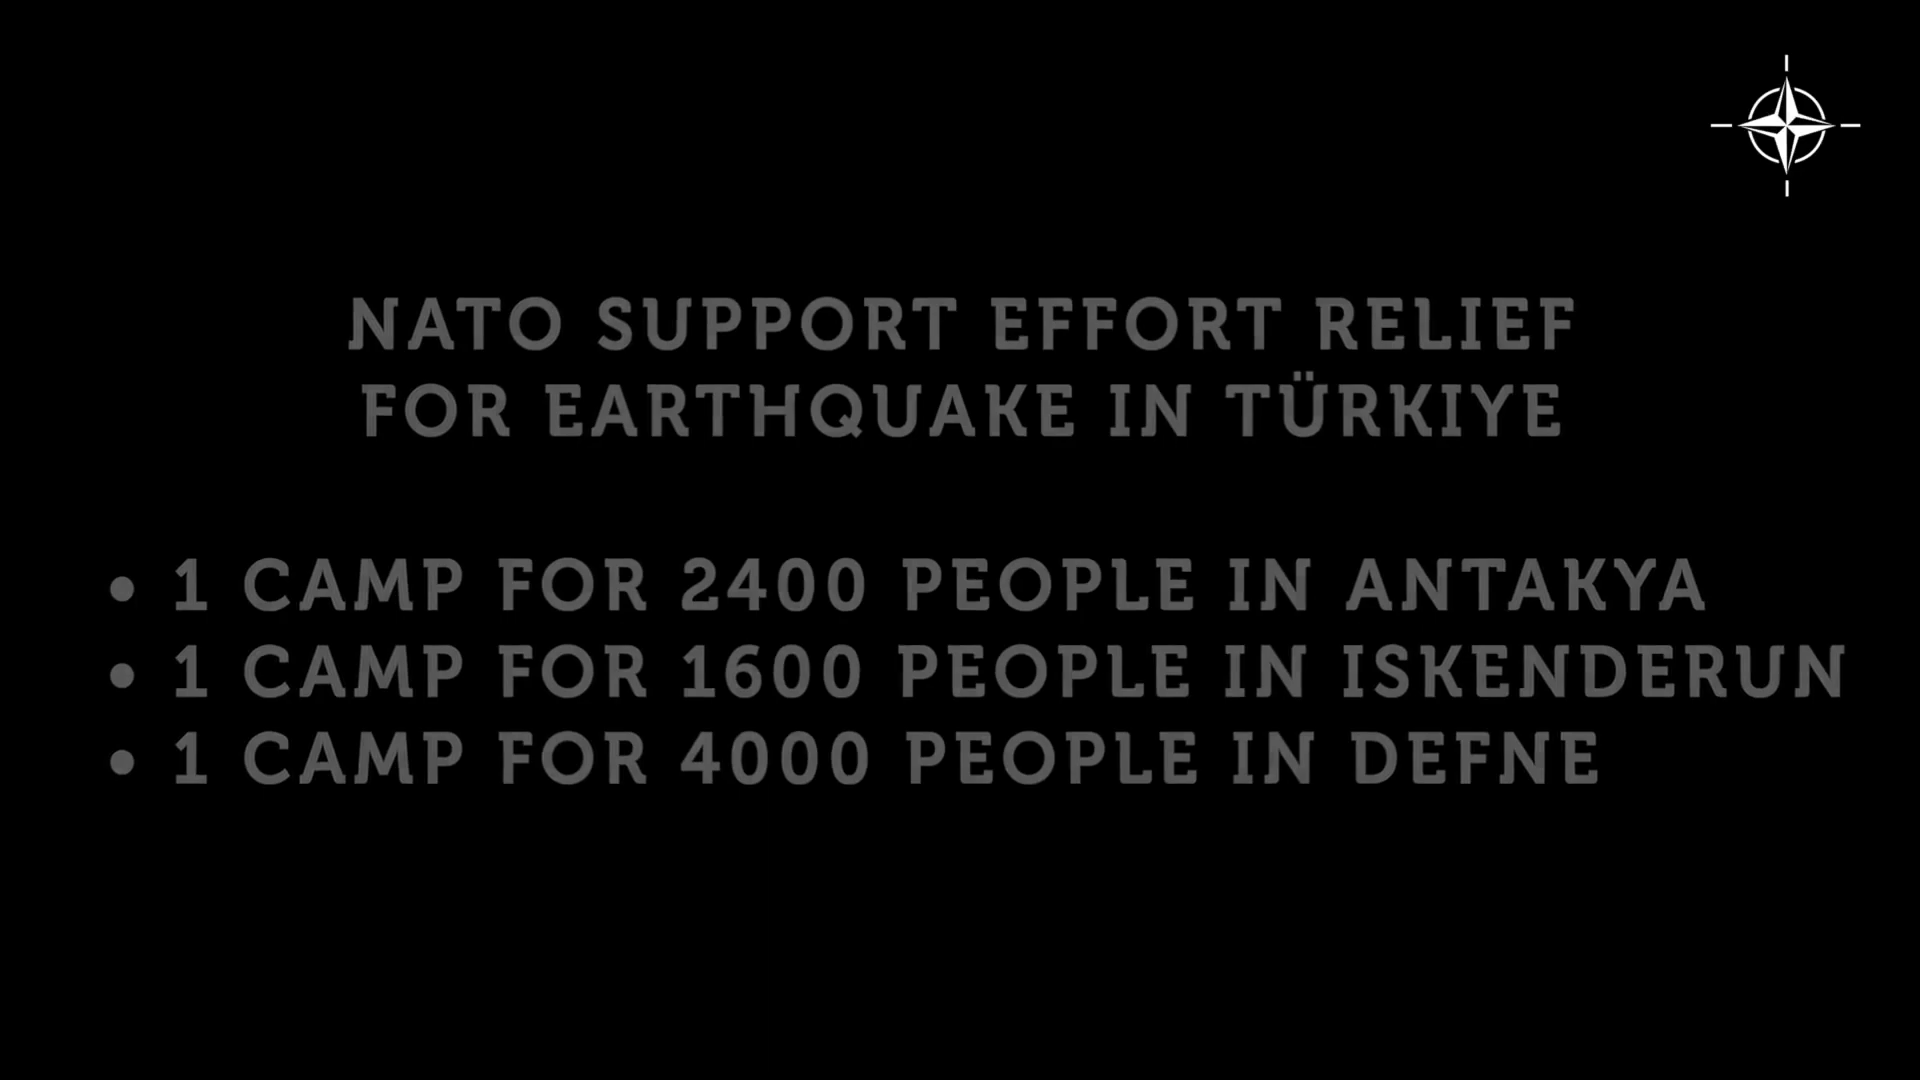 NATO SUPPORT EFFORT RELIEF
FOR EARTHQUAKE IN TÜRKIYE
• 1 CAMP FOR 2400 PEOPLE IN ANTAKYA
• 1 CAMP FOR 1600 PEOPLE IN ISKENDERUN
• 1 CAMP FOR 4000 PEOPLE IN DEFNE